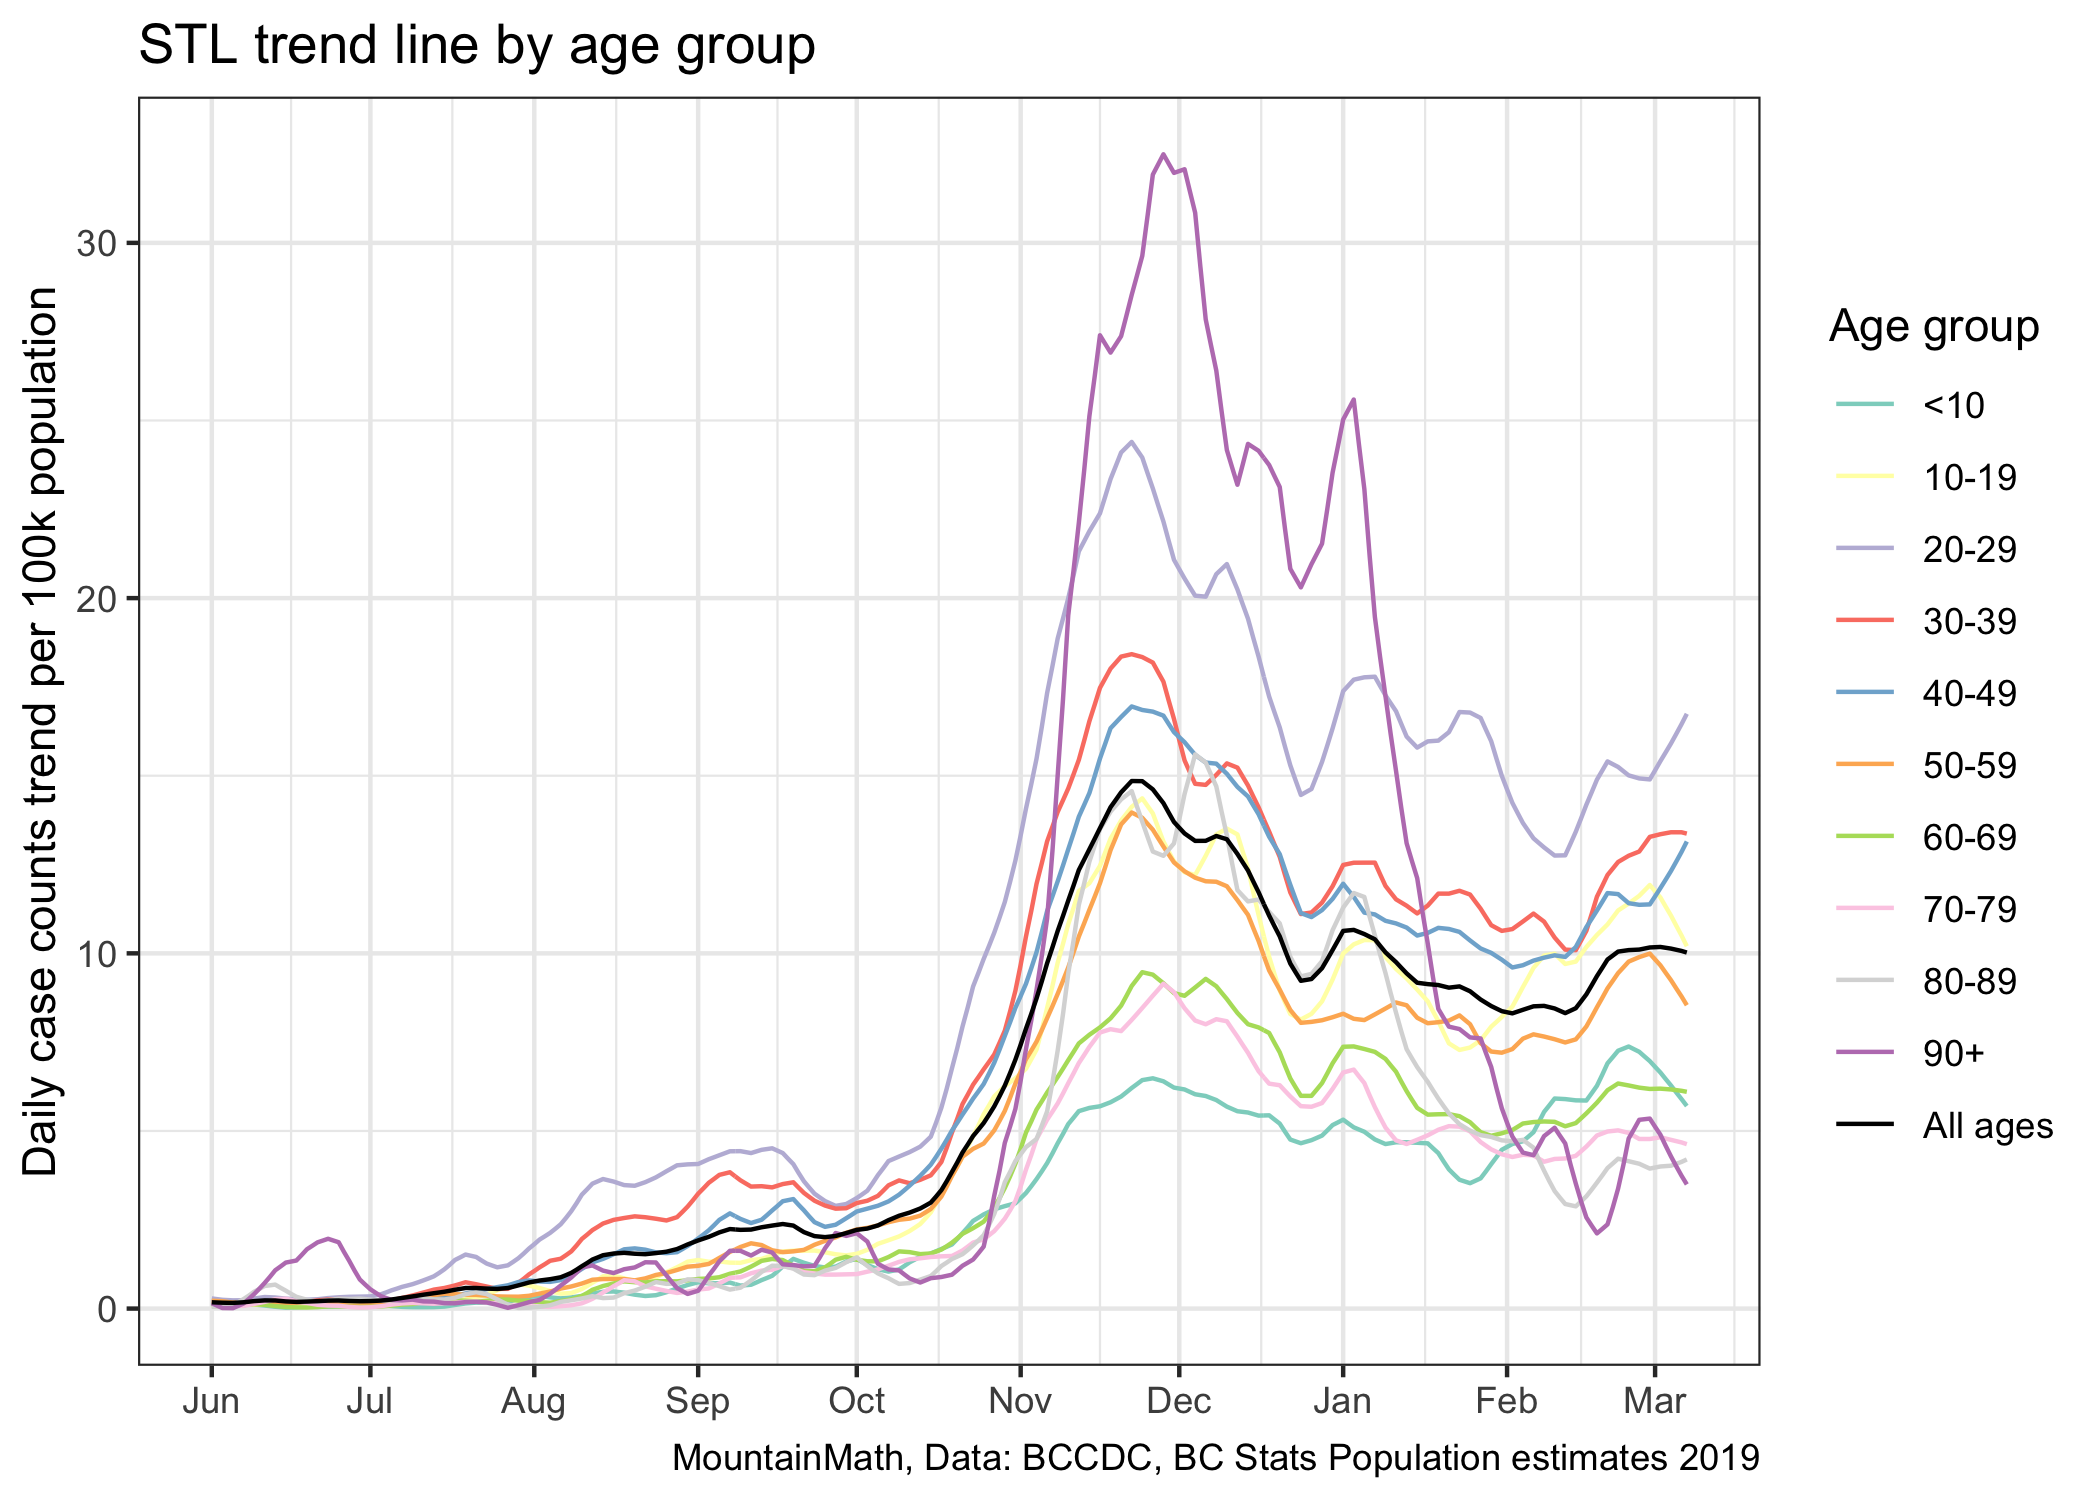 STL trend line by age group
Daily case counts trend per 100k population
30
20
10
0
Jun Jul Aug Sep Oct Nov Dec Jan Feb Mar
Age group
<10
10-19
20-29
30-39
40-49
50-59
60-69
70-79
80-89
90+
All ages
MountainMath, Data: BCCDC, BC Stats Population estimates 2019